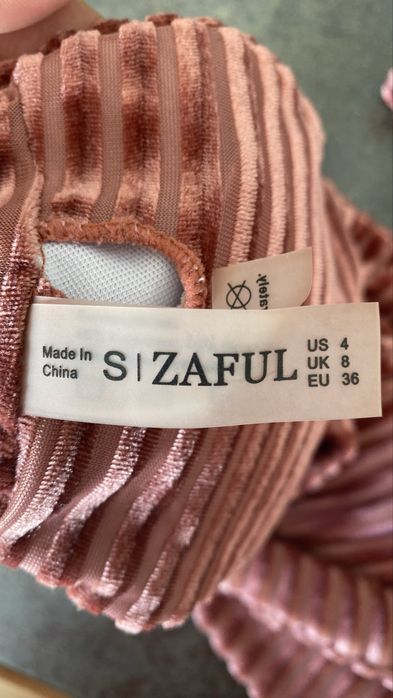 Made In
China
S | ZAFUL
US 4
UK 8
EU 36